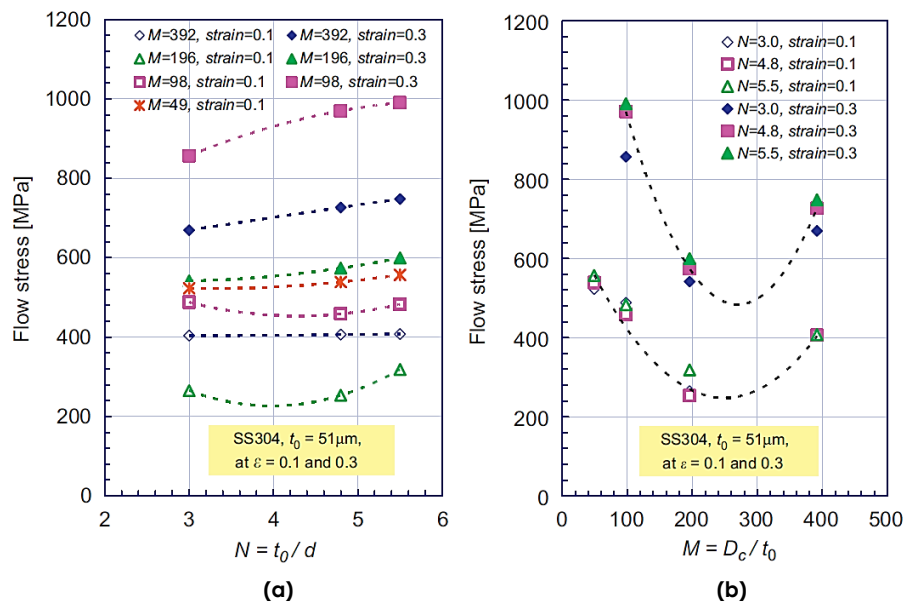 1200
1000
800
600
400
200
0
Flow stress [MPa]
M=392, strain=0.1
M=392, strain=0.3
M=196, strain=0.1
M=196, strain=0.3
M=98, strain=0.1
M=98, strain=0.3
M=49, strain=0.1
SS304, t₀ = 51μm,
at ε = 0.1 and 0.3
2 3 4 5 6
N = t₀ / d
(a)
1200
1000
800
600
400
200
0
Flow stress [MPa]
N=3.0, strain=0.1
N=4.8, strain=0.1
N=5.5, strain=0.1
N=3.0, strain=0.3
N=4.8, strain=0.3
N=5.5, strain=0.3
SS304, t₀ = 51μm,
at ε = 0.1 and 0.3
0 100 200 300 400 500
M = D_c / t₀
(b)